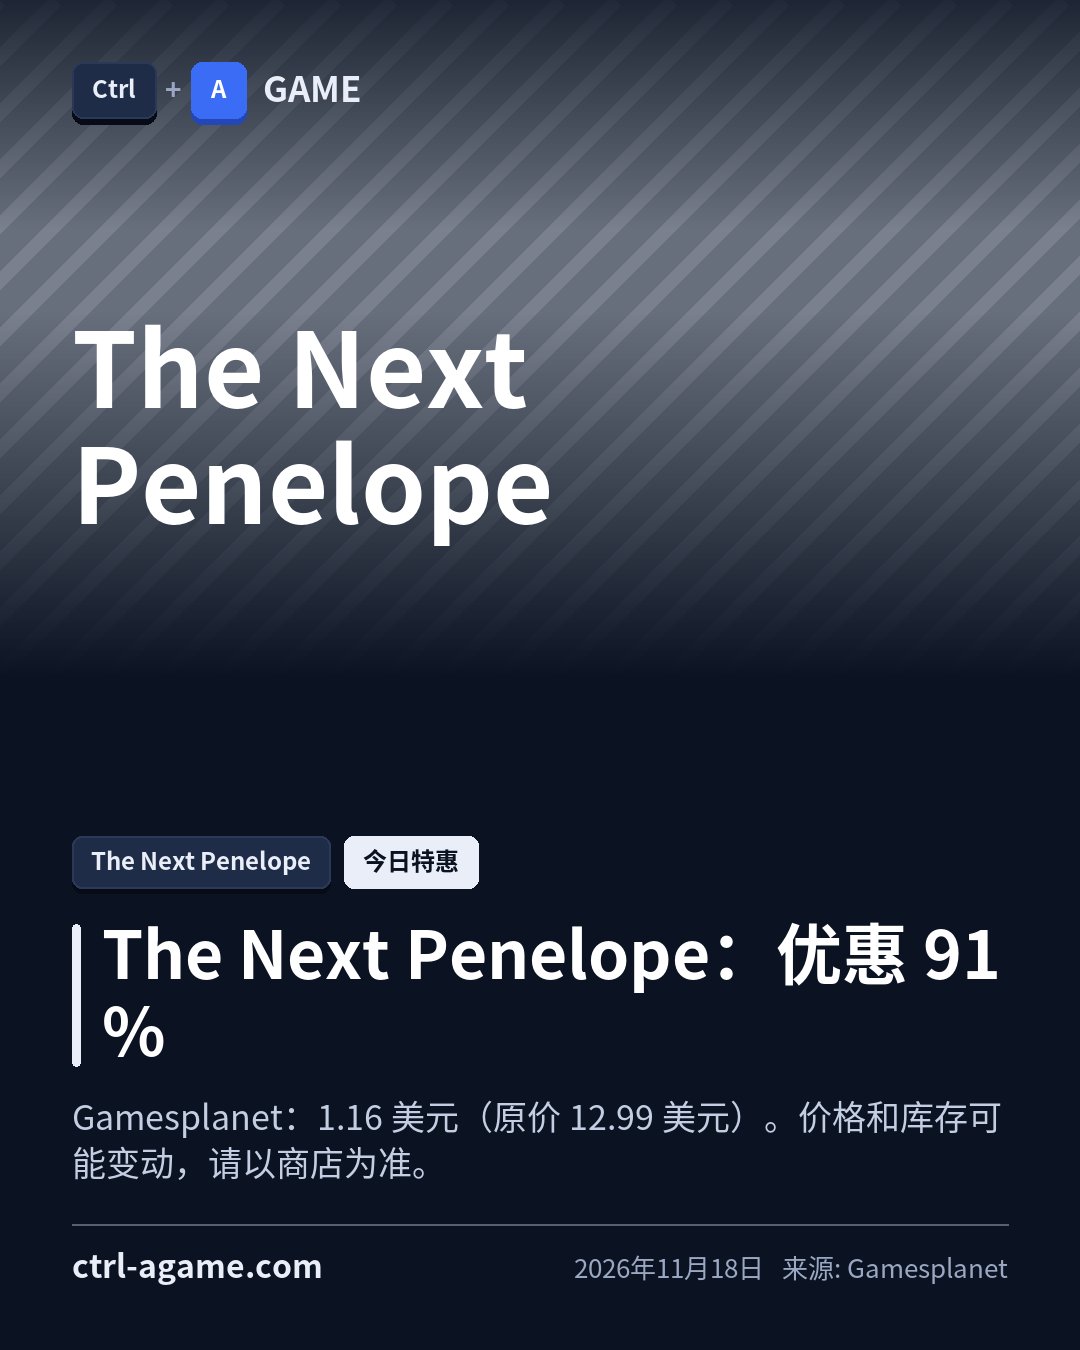 Ctrl + A GAME
The Next
Penelope
The Next Penelope 今日特惠
The Next Penelope：优惠 91
%
Gamesplanet：1.16 美元（原价 12.99 美元）。价格和库存可
能变动，请以商店为准。
ctrl-agame.com 2026年11月18日 来源: Gamesplanet